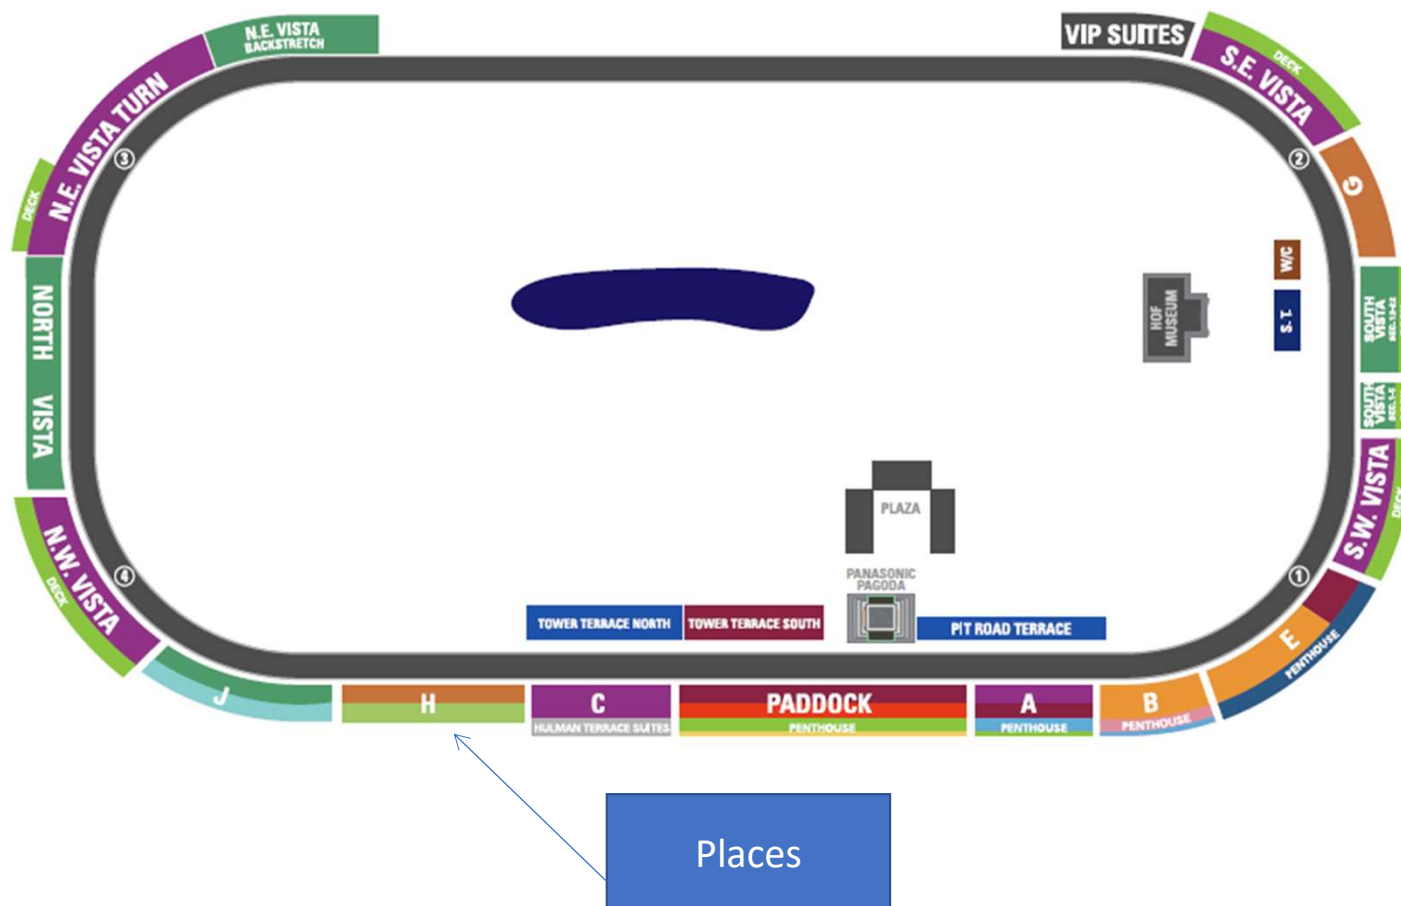 N.E. VISTA
BACKSTRETCH
VIP SUITES
DECK
S.E. VISTA
N.E. VISTA TURN
DECK
3
2
G
W/C
1-S
HOF
MUSEUM
SOUTH
VISTA
NORTH VISTA
SOUTH
VISTA
S.W. VISTA
DECK
PLAZA
N.W. VISTA
DECK
4
1
PANASONIC
PAGODA
TOWER TERRACE NORTH
TOWER TERRACE SOUTH
PIT ROAD TERRACE
E
PENTHOUSE
J
H
C
HULMAN TERRACE SUITES
PADDOCK
PENTHOUSE
A
PENTHOUSE
B
PENTHOUSE
Places